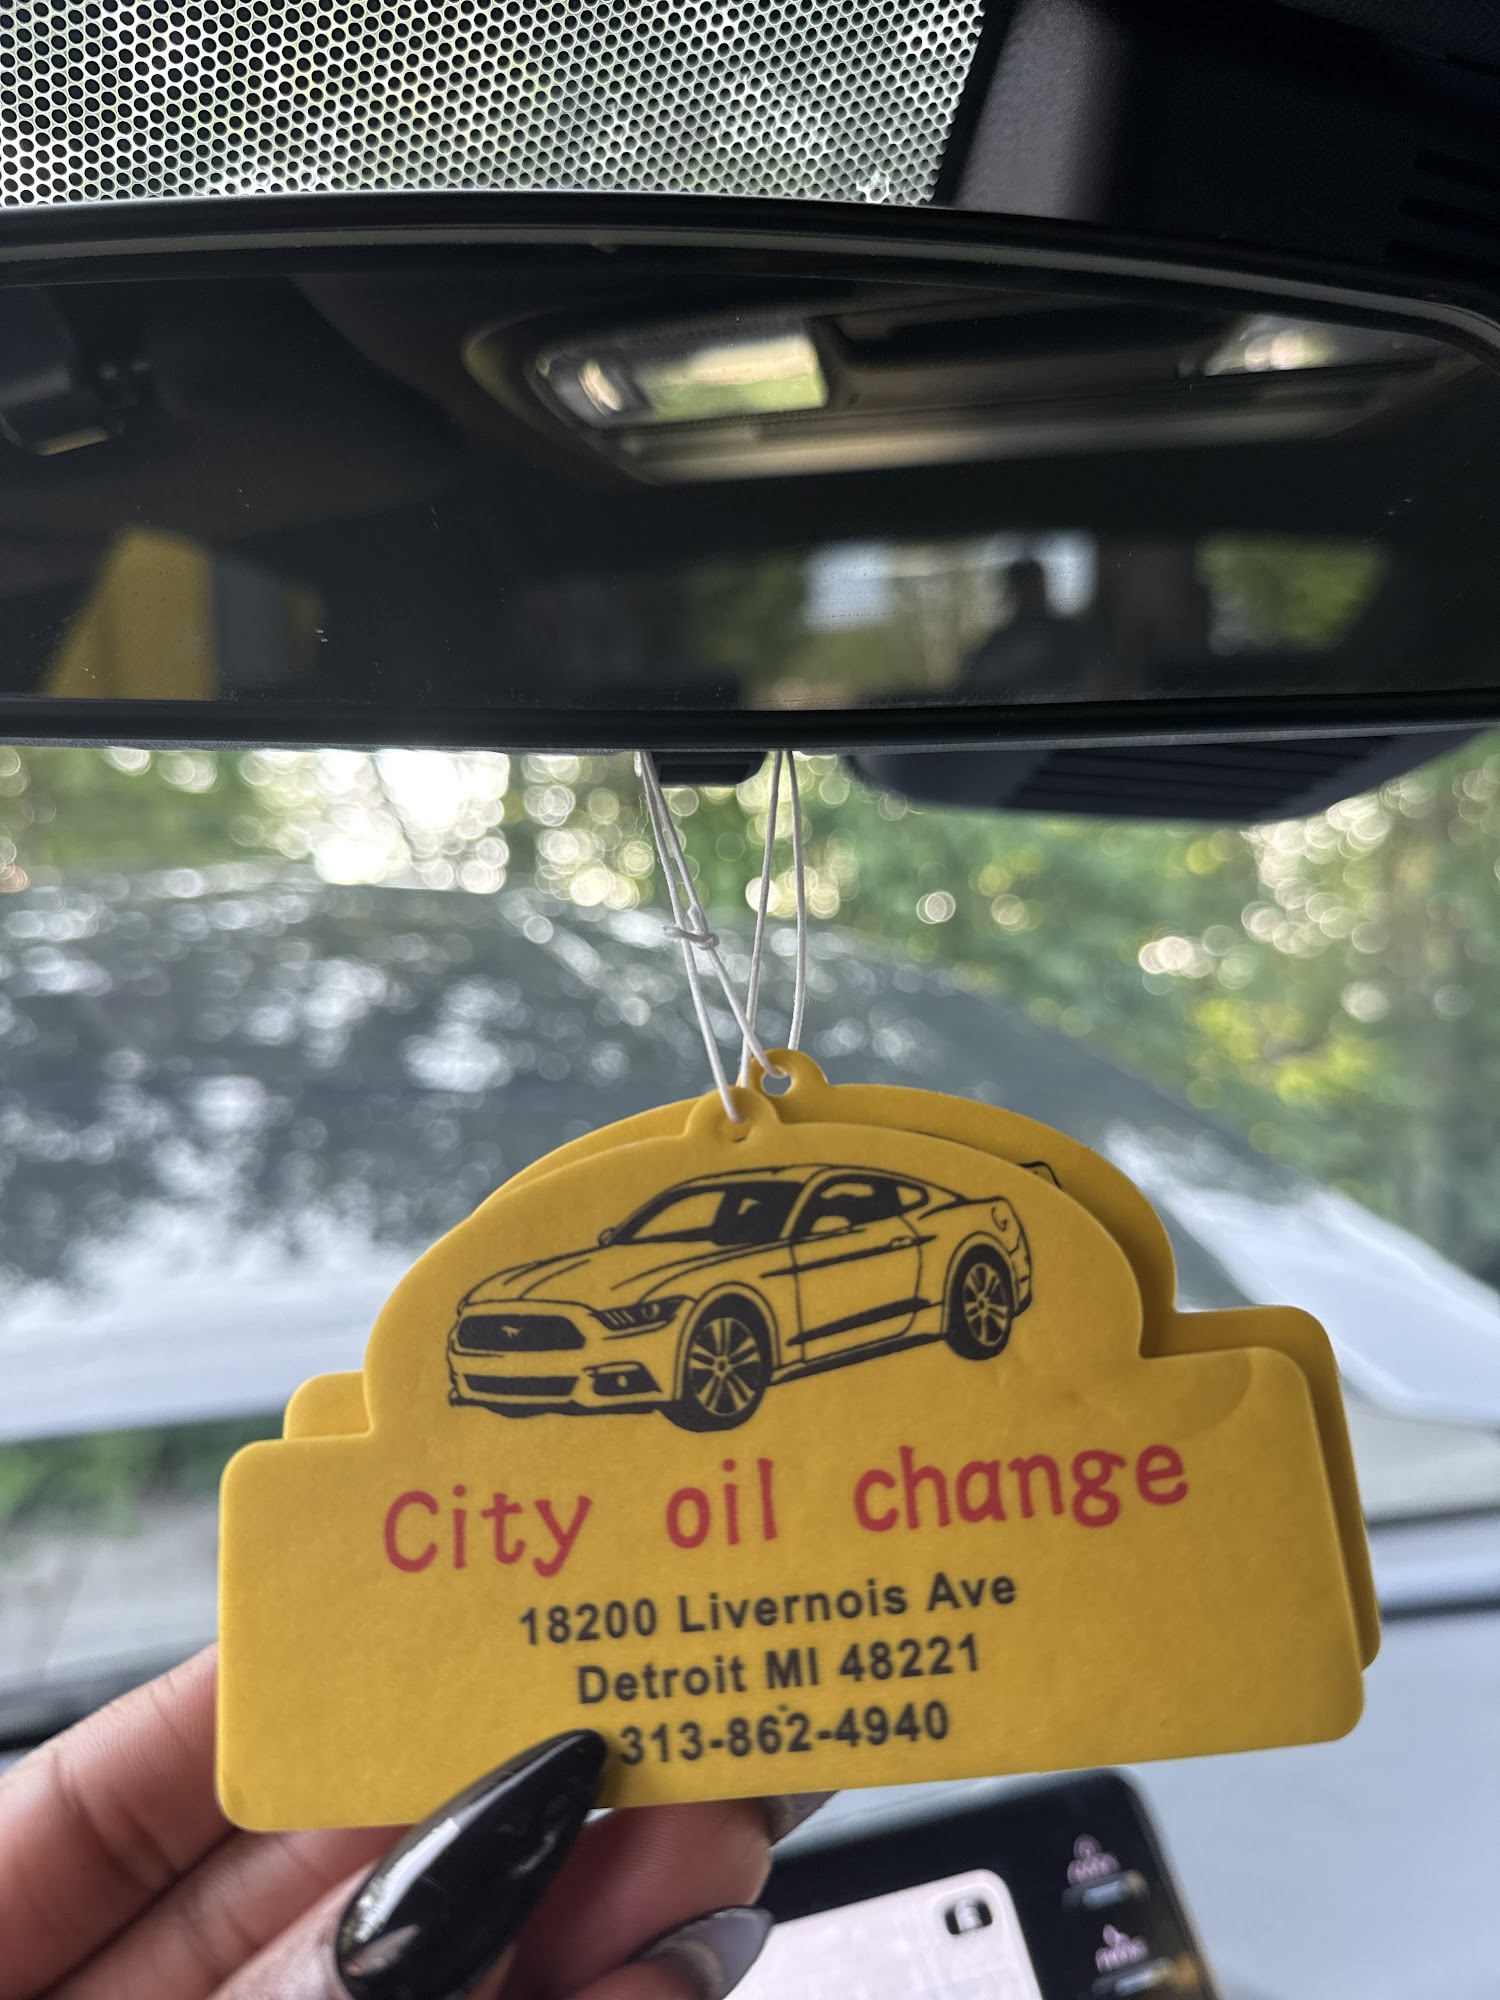 City oil change
18200 Livernois Ave
Detroit MI 48221
313-862-4940